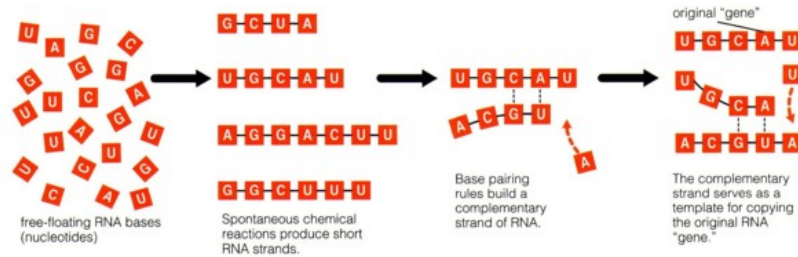 U A G C
G G G
U U C G A
A G U
U U C U G
U C C A U
free-floating RNA bases
(nucleotides)
G C U A
U G C A U
A G G A C U U
G G C U U U
Spontaneous chemical
reactions produce short
RNA strands.
U G C A U
A C G U
A
Base pairing
rules build a
complementary
strand of RNA.
original "gene"
U G C A U
U G C A
U
A C G U A
The complementary
strand serves as a
template for copying
the original RNA
"gene."